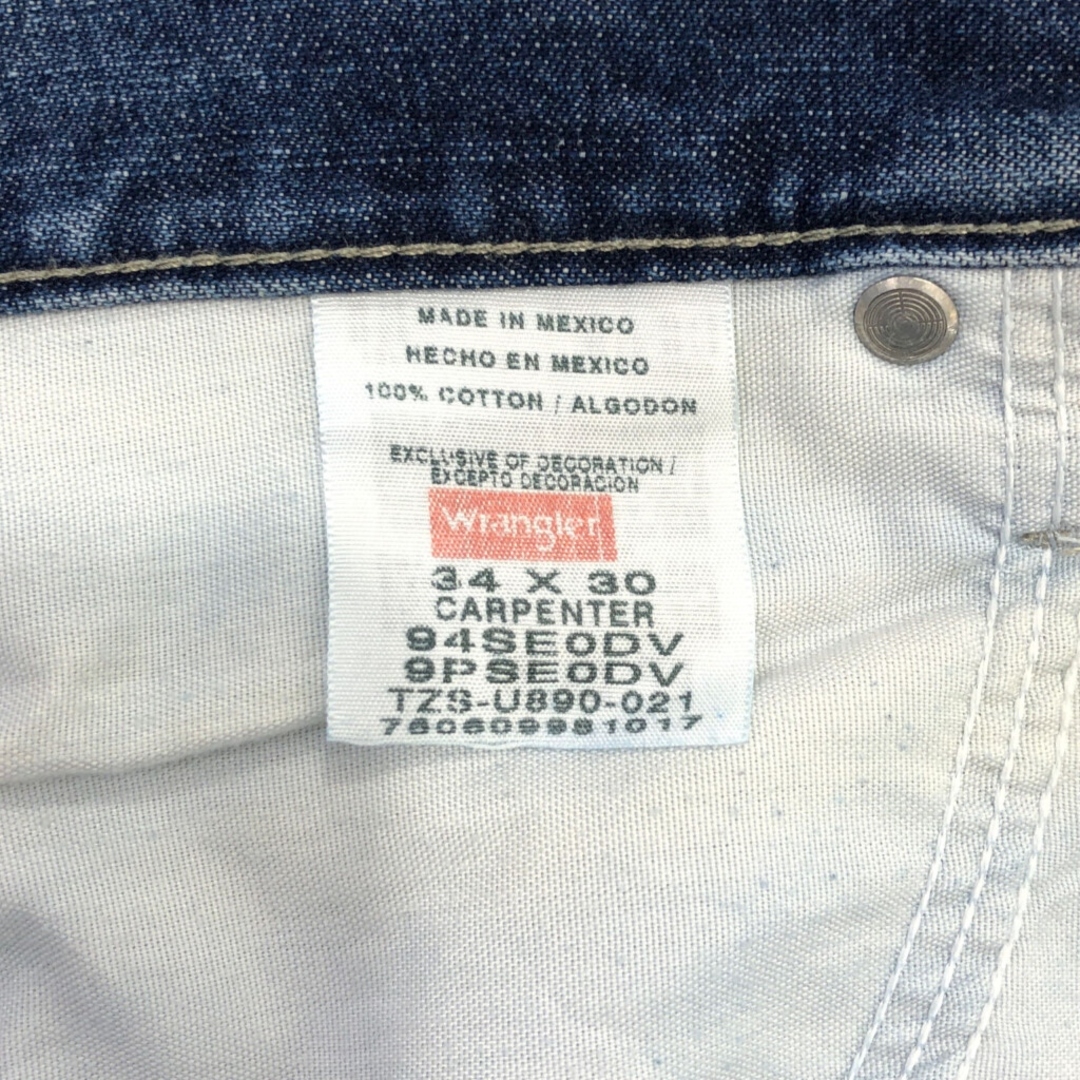 MADE IN MEXICO
HECHO EN MEXICO
100% COTTON / ALGODON
EXCLUSIVE OF DECORATION /
EXCEPTO DECORACION
Wrangler
34 X 30
CARPENTER
94SE0DV
9PSE0DV
TZS-U890-021
760609981017